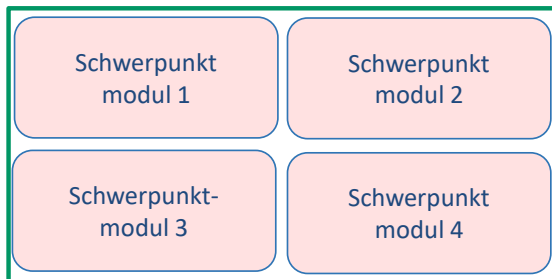 Schwerpunkt
modul 1
Schwerpunkt
modul 2
Schwerpunkt-
modul 3
Schwerpunkt
modul 4